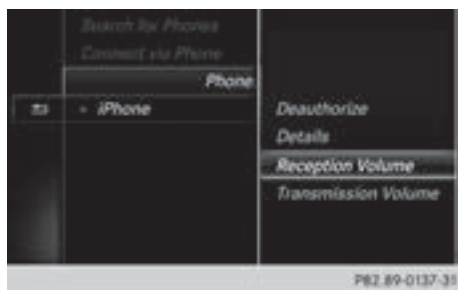 Search for Phones
Connect via Phone
Phone
iPhone
Deauthorize
Details
Reception Volume
Transmission Volume
P82.89-0137-31